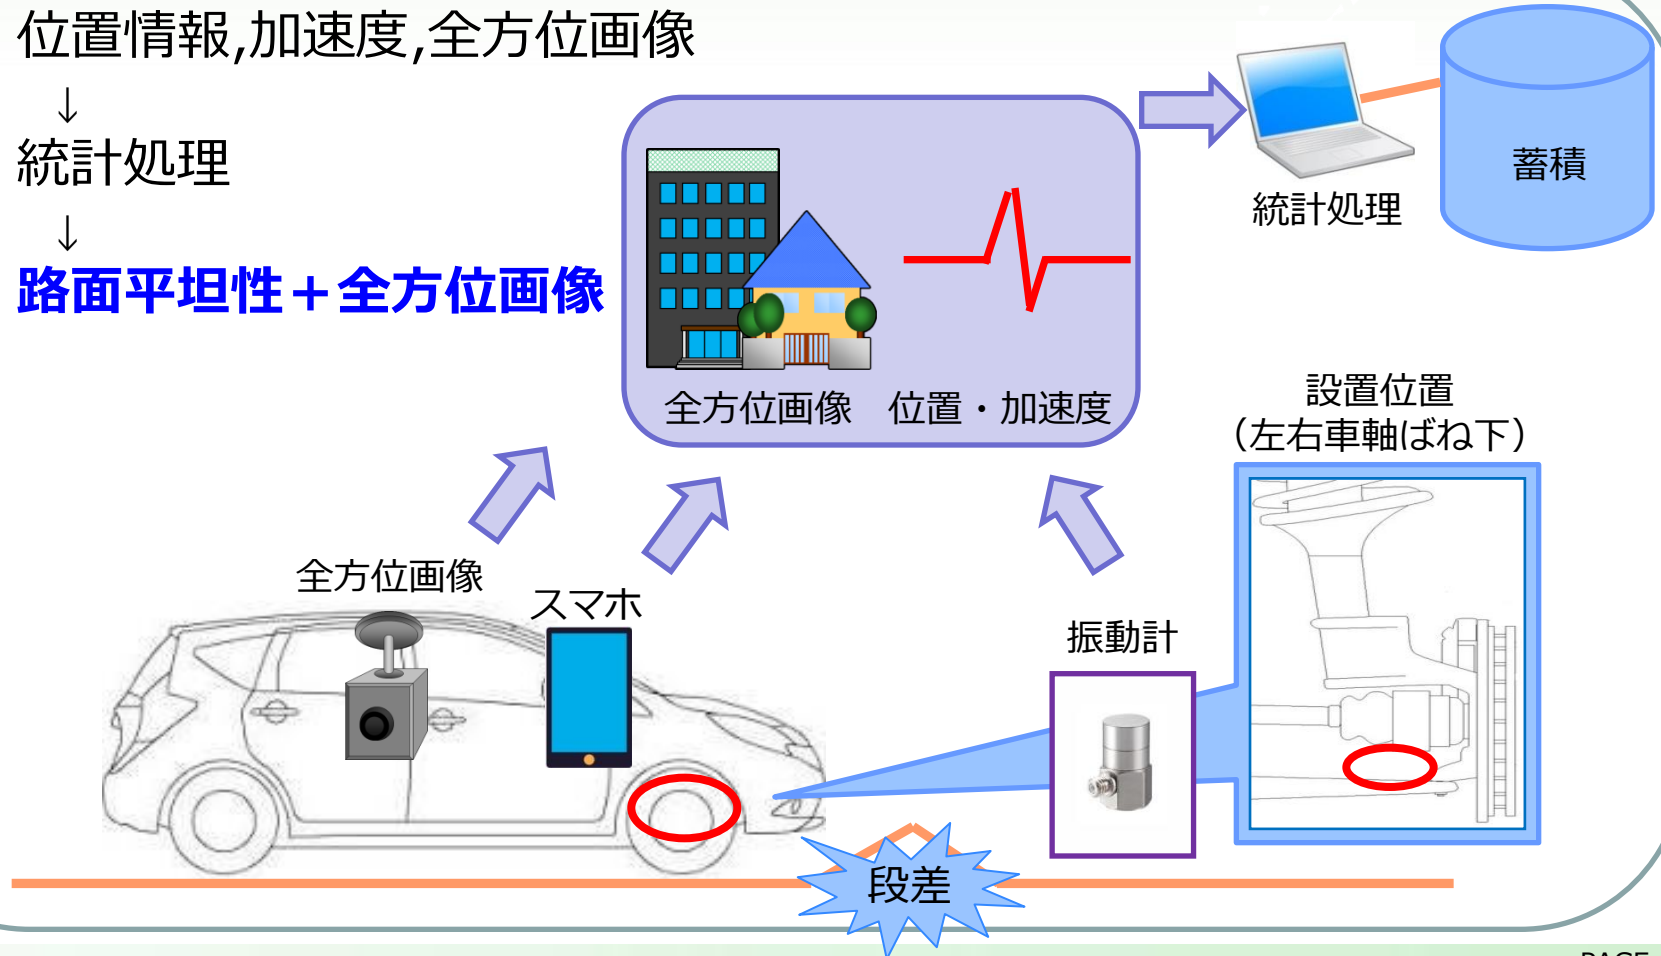 位置情報,加速度,全方位画像
↓
統計処理
↓
路面平坦性＋全方位画像
全方位画像 位置・加速度
統計処理
蓄積
設置位置
（左右車軸ばね下）
全方位画像
スマホ
振動計
段差